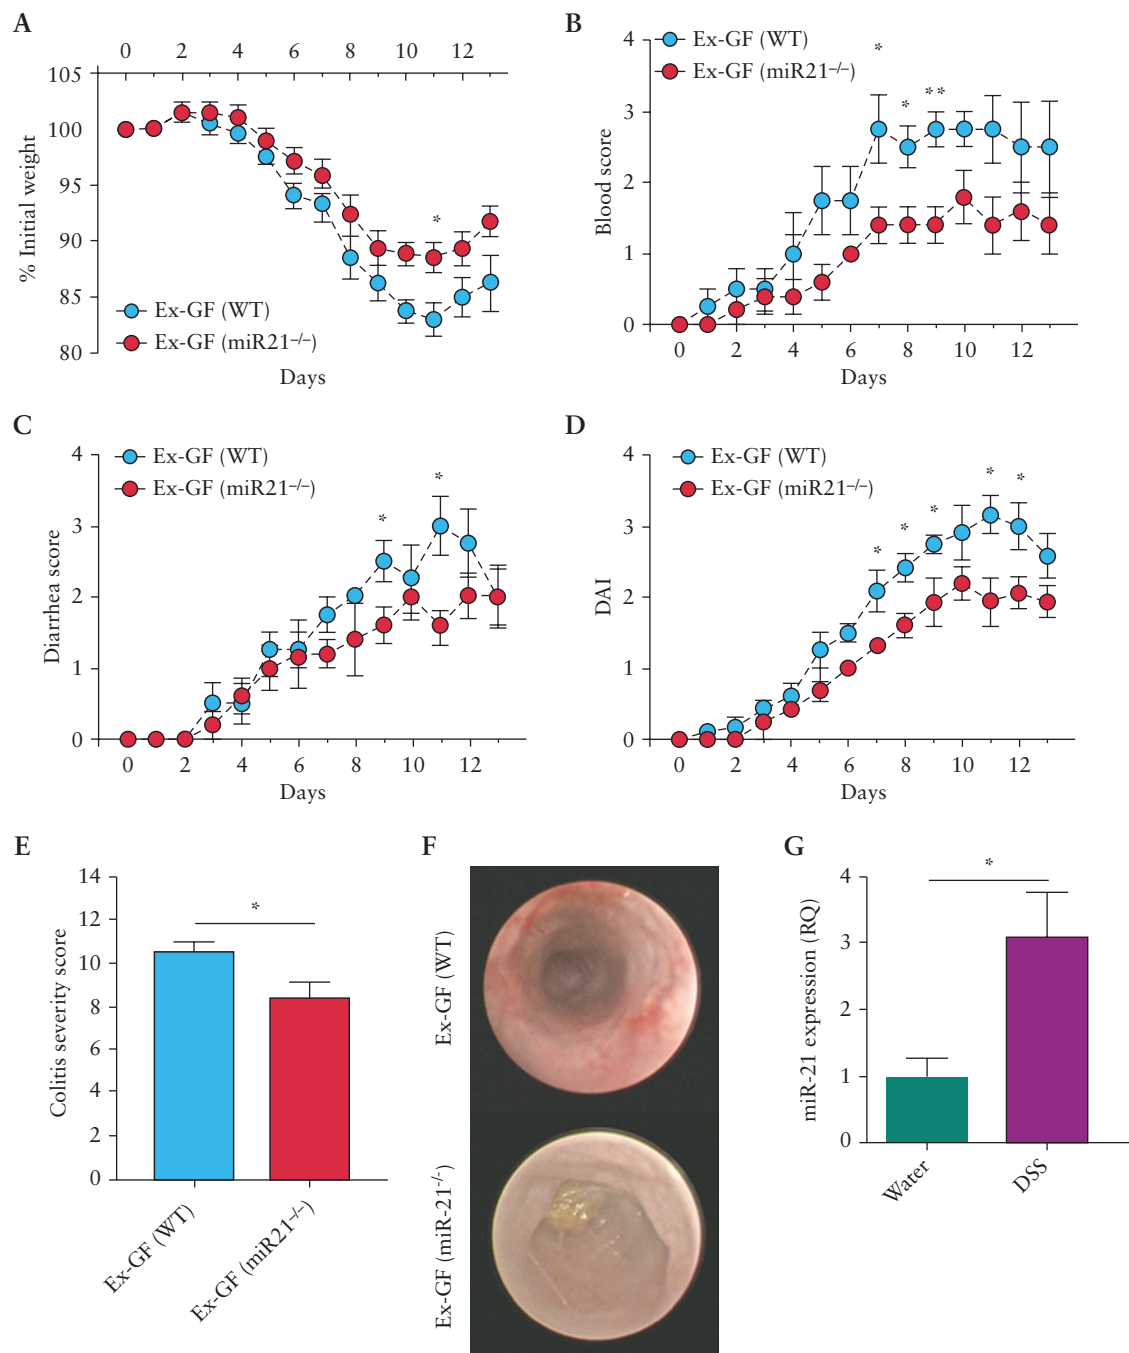 A
0 2 4 6 8 10 12
105
100
95
90
85
80
% Initial weight
*
Ex-GF (WT)
Ex-GF (miR21⁻/⁻)
Days
B
4
3
2
1
0
Blood score
Ex-GF (WT)
Ex-GF (miR21⁻/⁻)
*
*
**
0 2 4 6 8 10 12
Days
C
4
3
2
1
0
Diarrhea score
Ex-GF (WT)
Ex-GF (miR21⁻/⁻)
*
*
0 2 4 6 8 10 12
Days
D
4
3
2
1
0
DAI
Ex-GF (WT)
Ex-GF (miR21⁻/⁻)
*
*
*
*
*
0 2 4 6 8 10 12
Days
E
14
12
10
8
6
4
2
0
Colitis severity score
*
Ex-GF (WT)
Ex-GF (miR21⁻/⁻)
F
Ex-GF (WT)
Ex-GF (miR-21⁻/⁻)
G
4
3
2
1
0
miR-21 expression (RQ)
*
Water
DSS